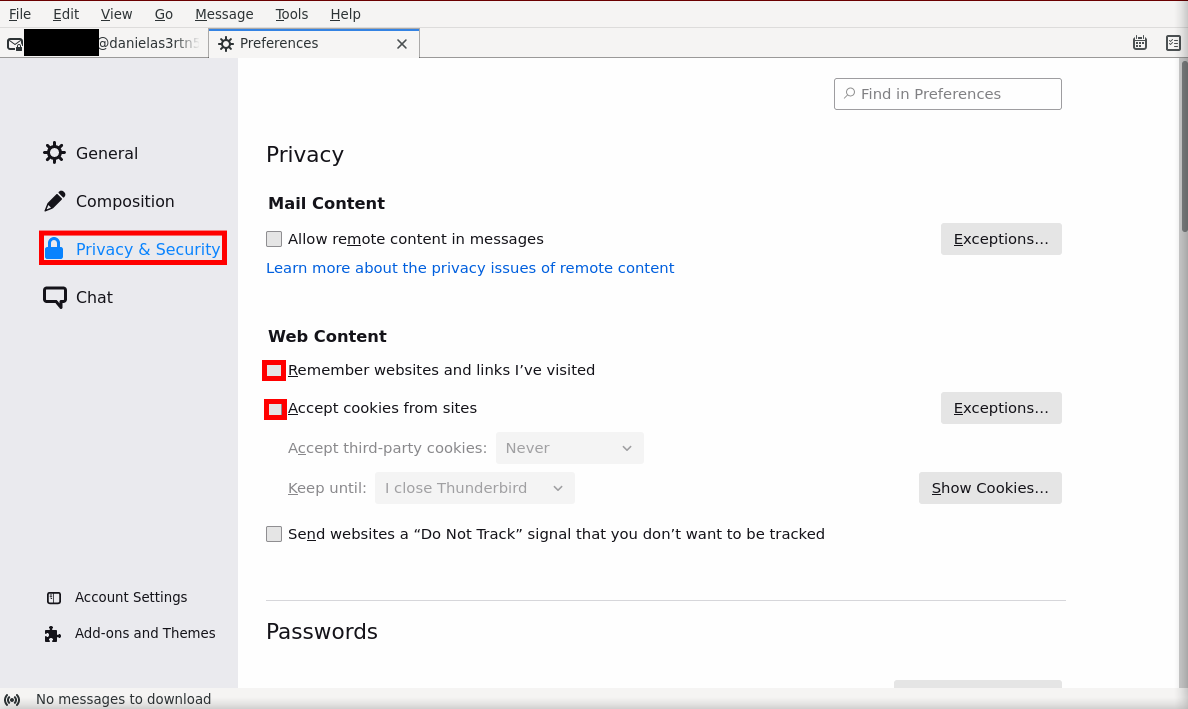 File Edit View Go Message Tools Help
@danielas3rtn5 Preferences
Find in Preferences
General
Composition
Privacy & Security
Chat
Account Settings
Add-ons and Themes
Privacy
Mail Content
Allow remote content in messages Exceptions…
Learn more about the privacy issues of remote content
Web Content
Remember websites and links I’ve visited
Accept cookies from sites Exceptions…
Accept third-party cookies: Never
Keep until: I close Thunderbird Show Cookies…
Send websites a “Do Not Track” signal that you don’t want to be tracked
Passwords
No messages to download